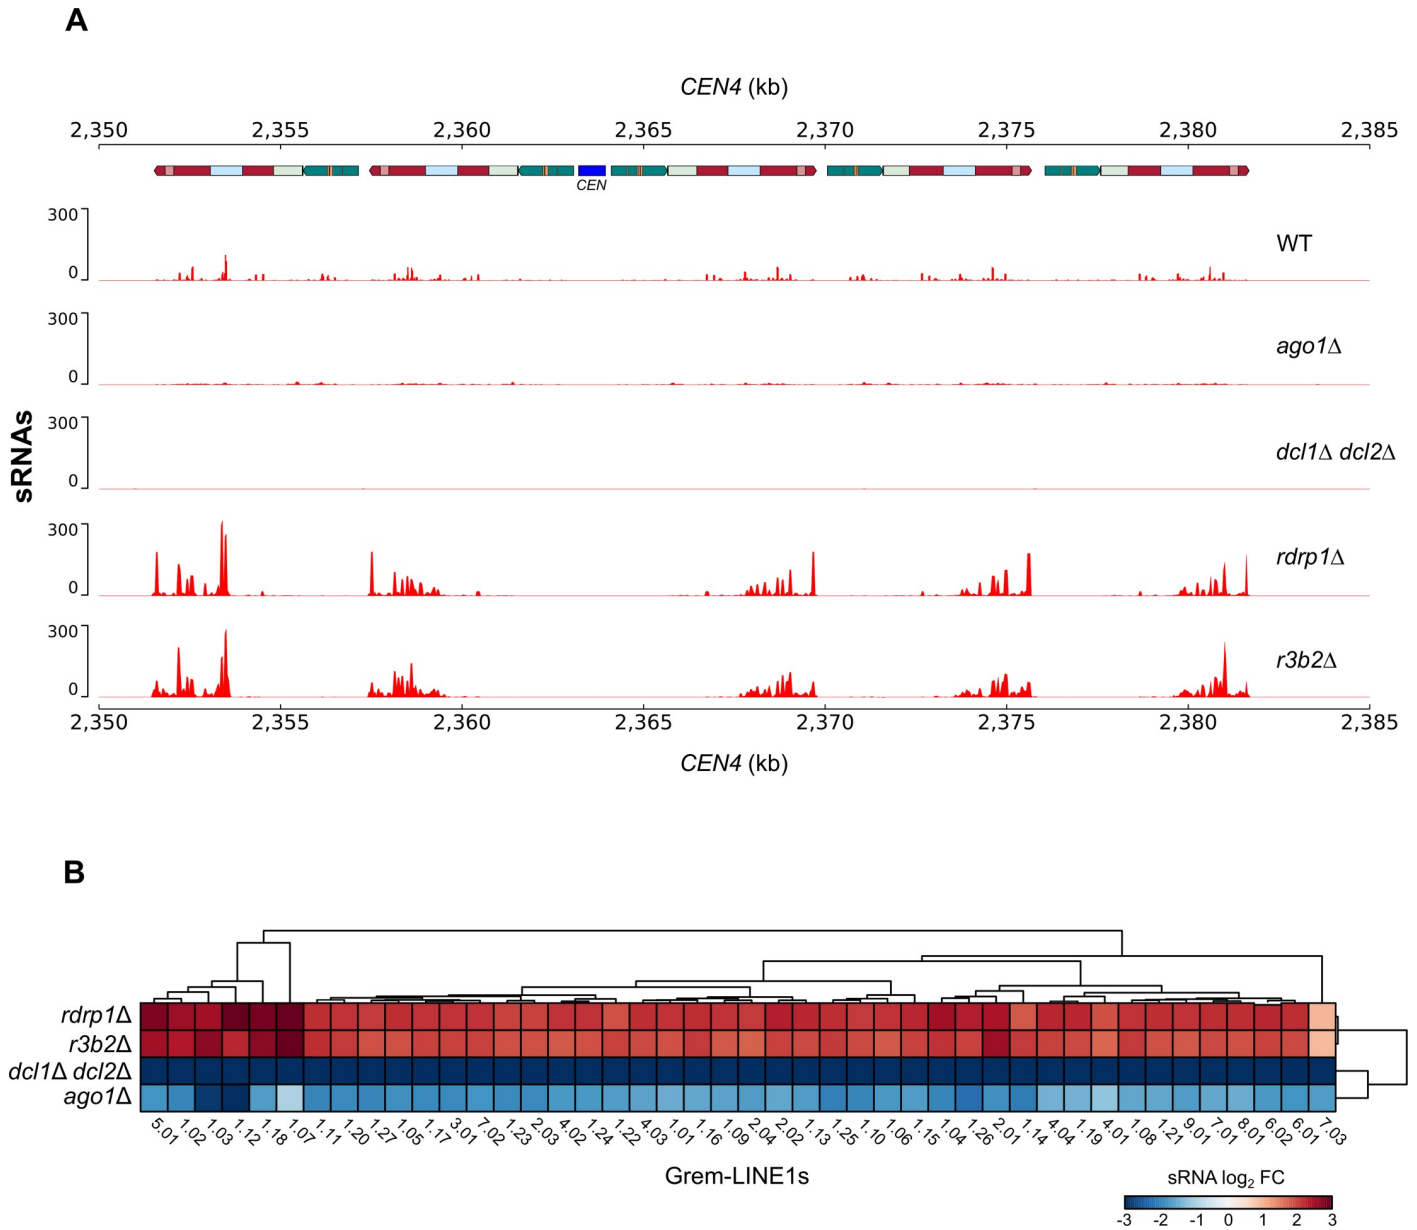 A
CEN4 (kb)
2,350 2,355 2,360 2,365 2,370 2,375 2,380 2,385
CEN
sRNAs
300
0
WT
300
0
ago1Δ
300
0
dcl1Δ dcl2Δ
300
0
rdrp1Δ
300
0
r3b2Δ
2,350 2,355 2,360 2,365 2,370 2,375 2,380 2,385
CEN4 (kb)
B
rdrp1Δ
r3b2Δ
dcl1Δ dcl2Δ
ago1Δ
5.01 1.02 1.03 1.12 1.18 1.07 1.11 1.20 1.27 1.05 1.17 3.01 7.02 1.23 2.03 4.02 1.24 1.22 4.03 1.01 1.16 1.09 2.04 2.02 1.13 1.25 1.10 1.06 1.15 1.04 1.26 2.01 1.14 4.04 1.19 4.01 1.08 1.21 9.01 7.01 8.01 6.02 6.01 7.03
Grem-LINE1s
sRNA log₂ FC
-3 -2 -1 0 1 2 3